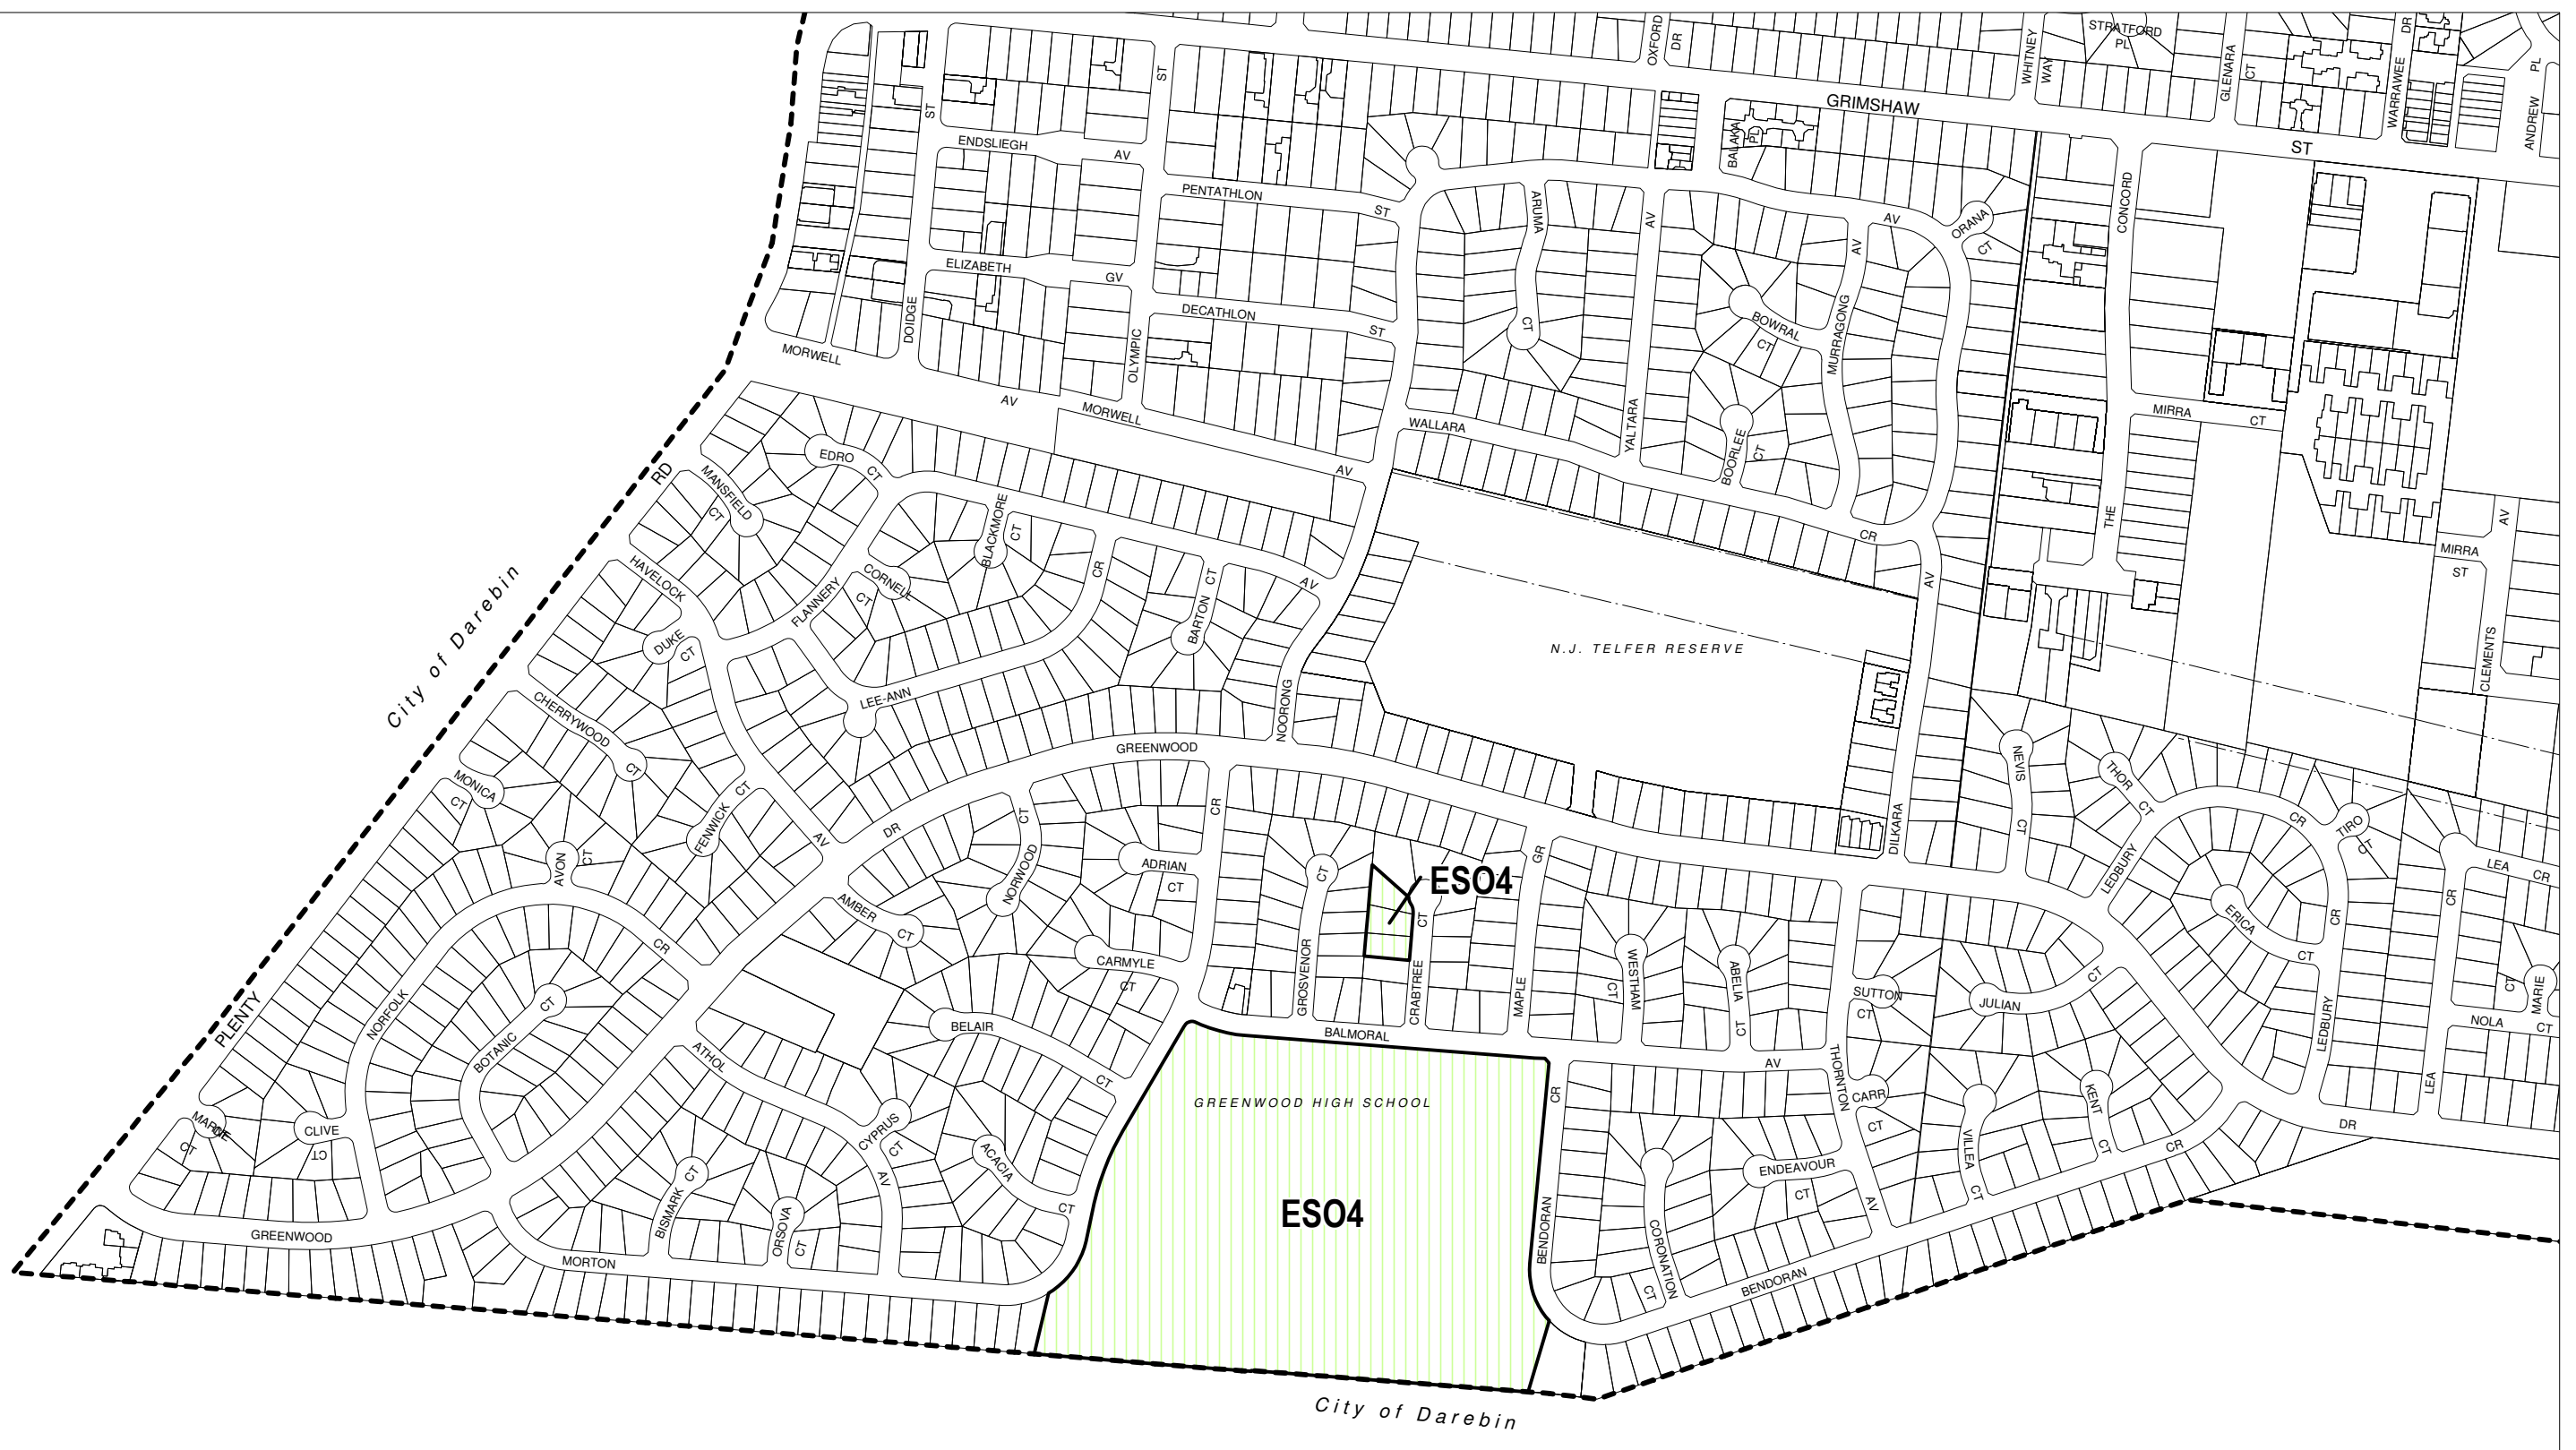 OXFORD
DR
WHITNEY
WAY
STRATFORD
PL
GLENARA
CT
WARRAWEE
DR
ANDREW
PL
GRIMSHAW
ST
BALAKA
PL
ST
ST
ENDSLIEGH
AV
PENTATHLON
ST
ELIZABETH
GV
DECATHLON
ST
DOIDGE
OLYMPIC
MORWELL
AV
MORWELL
AV
ARUMA
CT
AV
YALTARA
WALLARA
CR
BOWRAL
CT
BOORLEE
CT
MURRAGONG
AV
AV
ORANA
CT
CONCORD
THE
MIRRA
CT
MIRRA
ST
AV
CLEMENTS
EDRO
CT
MANSFIELD
CT
RD
HAVELOCK
DUKE
CT
FLANNERY
CORNELL
CT
BLACKMORE
CT
CR
BARTON
CT
AV
NOORONG
LEE-ANN
N.J. TELFER RESERVE
AV
DILKARA
City of Darebin
CHERRYWOOD
CT
MONICA
CT
AVON
CT
FENWICK
CT
AV
GREENWOOD
DR
NORWOOD
CT
ADRIAN
CT
CR
AMBER
CT
CARMYLE
CT
GROSVENOR
CT
ESO4
CRABTREE
CT
MAPLE
GR
WESTHAM
CT
ABELIA
CT
NEVIS
CT
THOR
CT
LEDBURY
CR
TIRO
CT
ERICA
CT
CR
LEDBURY
LEA
CR
CR
LEA
MARIE
CT
NOLA
CT
SUTTON
CT
JULIAN
CT
CARR
CT
THORNTON
AV
VILLEA
CT
KENT
CT
CR
DR
PLENTY
NORFOLK
CR
BOTANIC
CT
BELAIR
CT
ATHOL
AV
CYPRUS
CT
ACACIA
CT
BALMORAL
AV
GREENWOOD HIGH SCHOOL
ESO4
CR
BENDORAN
ENDEAVOUR
CT
CORONATION
CT
BENDORAN
CT
CLIVE
CT
GREENWOOD
MORTON
BISMARK
CT
ORSOVA
CT
City of Darebin